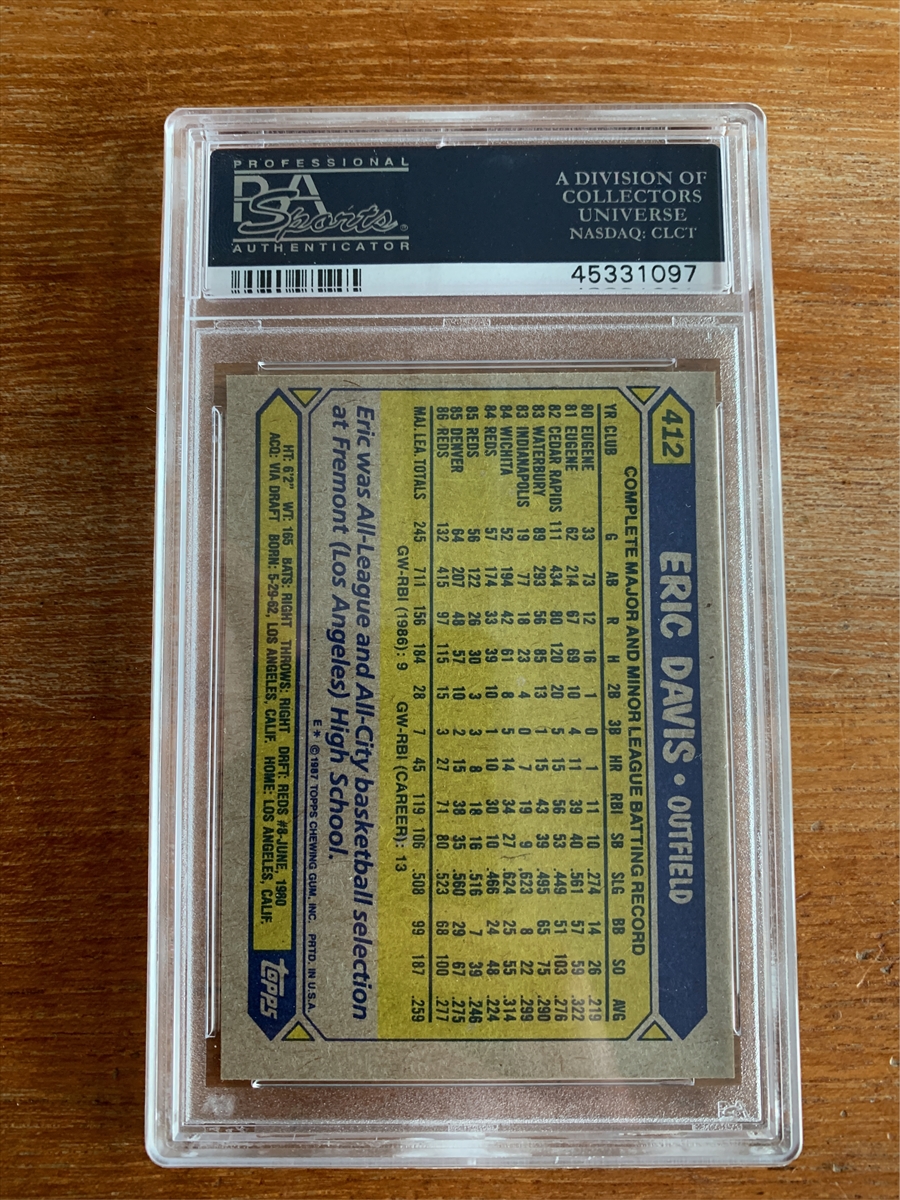 PROFESSIONAL
PSA
Sports®
AUTHENTICATOR
A DIVISION OF
COLLECTORS
UNIVERSE
NASDAQ: CLCT
45331097
412 ERIC DAVIS • OUTFIELD
COMPLETE MAJOR AND MINOR LEAGUE BATTING RECORD
YR CLUB G AB R H 2B 3B HR RBI SB SLG BB SO AVG
80 EUGENE 33 73 12 16 1 0 1 11 10 .274 14 26 .219
81 EUGENE 62 214 67 69 10 4 11 39 40 .561 57 59 .322
82 CEDAR RAPIDS 111 434 80 120 20 5 15 56 53 .449 51 103 .276
83 WATERBURY 89 293 56 85 13 1 15 43 39 .495 65 75 .290
83 INDIANAPOLIS 19 77 18 23 4 0 7 19 9 .623 8 22 .299
84 WICHITA 52 194 42 61 8 5 14 34 27 .624 25 55 .314
84 REDS 57 174 33 39 10 1 10 30 10 .466 24 48 .224
85 REDS 56 122 26 30 3 3 8 18 16 .516 7 39 .246
85 DENVER 64 207 48 57 10 2 15 38 35 .560 29 67 .275
86 REDS 132 415 97 115 15 3 27 71 80 .523 68 100 .277
MAJ. LEA. TOTALS 245 711 156 184 28 7 45 119 106 .508 99 187 .259
GW-RBI (1986): 9 GW-RBI (CAREER): 13
Eric was All-League and All-City basketball selection
at Fremont (Los Angeles) High School.
E* ©1987 TOPPS CHEWING GUM, INC. PRTD. IN U.S.A.
HT: 6'2" WT: 165 BATS: RIGHT THROWS: RIGHT DRFT: REDS #8-JUNE, 1980
ACQ: VIA DRAFT BORN: 5-29-62, LOS ANGELES, CALIF. HOME: LOS ANGELES, CALIF.
topps